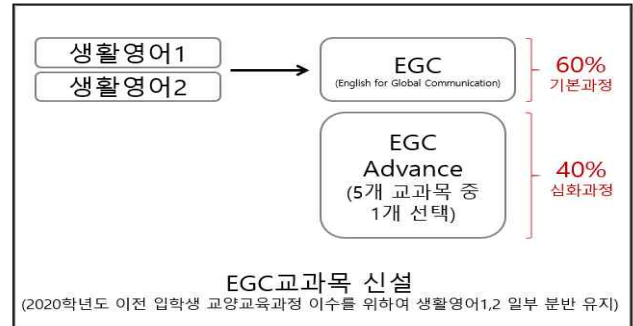 생활영어1
생활영어2
EGC
(English for Global Communication)
60%
기본과정
EGC
Advance
(5개 교과목 중
1개 선택)
40%
심화과정
EGC교과목 신설
(2020학년도 이전 입학생 교양교육과정 이수를 위하여 생활영어1,2 일부 분반 유지)